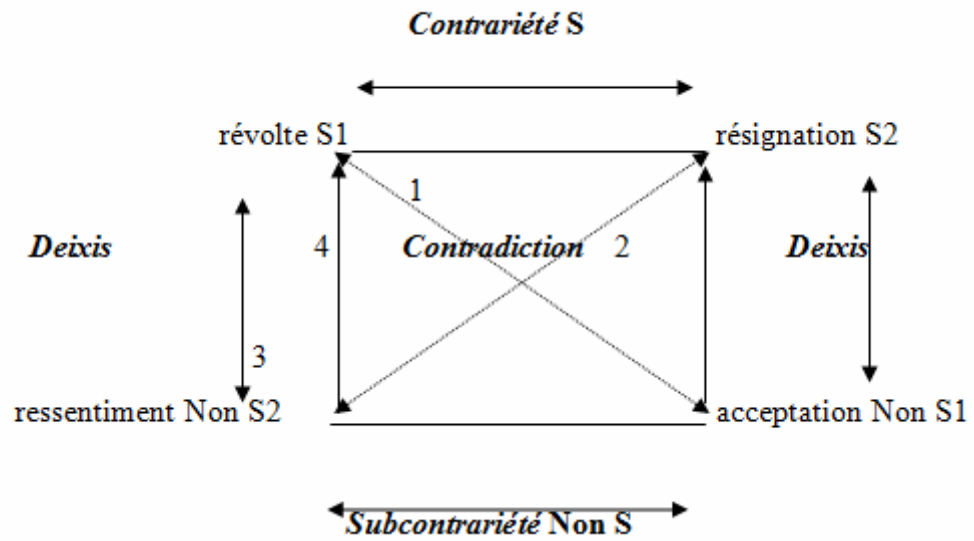 Contrariété S
révolte S1
résignation S2
1
Deixis
4
Contradiction
2
Deixis
3
ressentiment Non S2
acceptation Non S1
Subcontrariété Non S